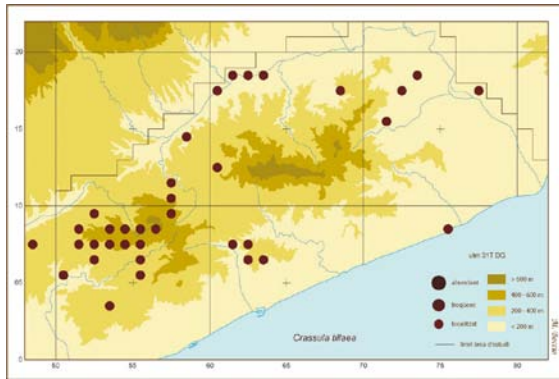 20
15
10
05
utm 31T DG
abundant > 600 m
freqüent 400 - 600 m
200 - 400 m
localitzat < 200 m
límit àrea d'estudi
Crassula tillaea
50 55 60 65 70 75 80